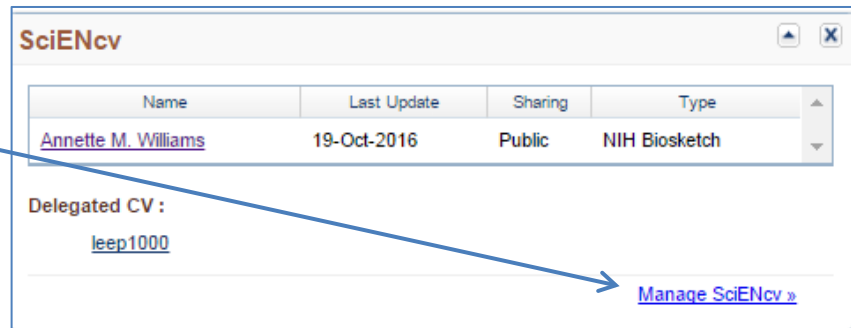 SciENcv
Name Last Update Sharing Type
Annette M. Williams 19-Oct-2016 Public NIH Biosketch
Delegated CV :
leep1000
Manage SciENcv »